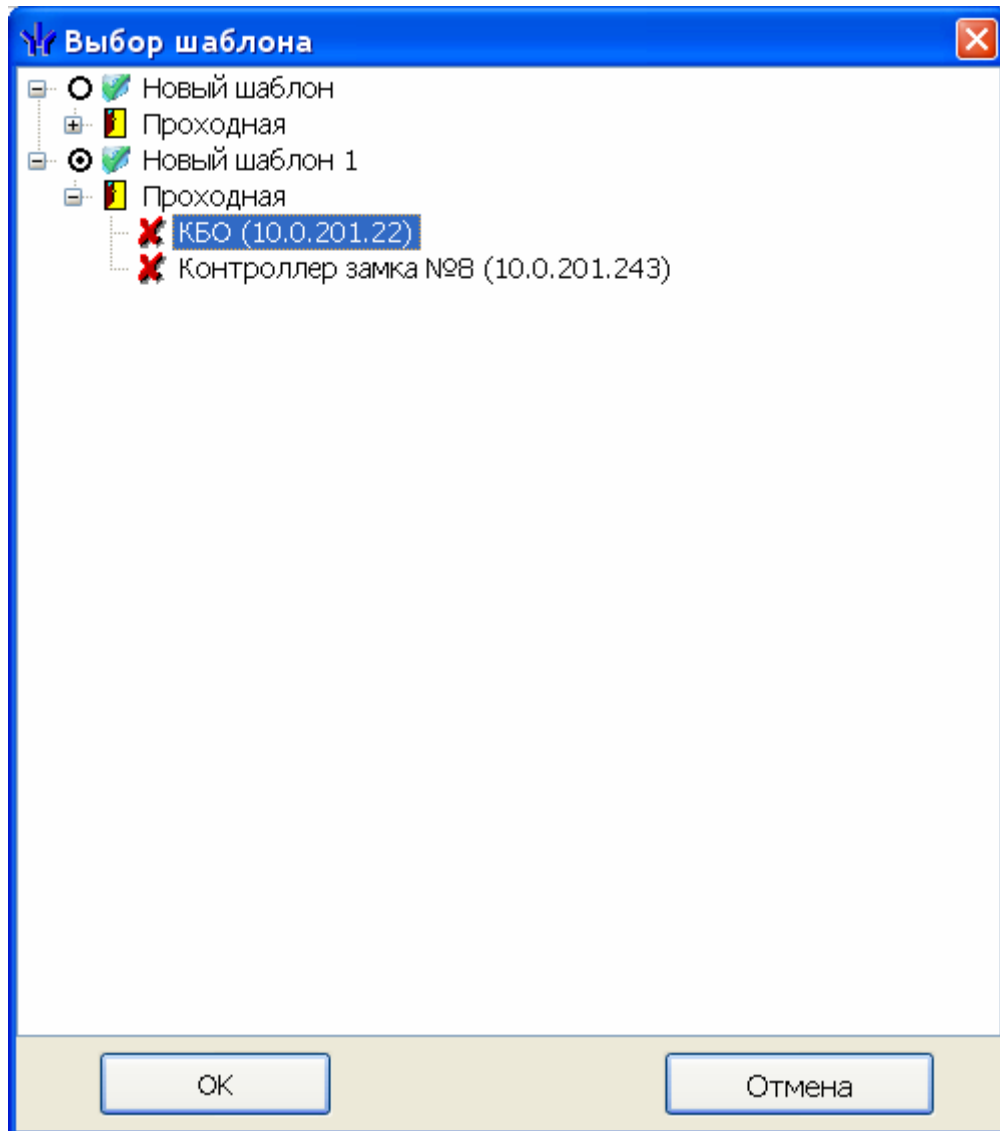 Выбор шаблона
Новый шаблон
Проходная
Новый шаблон 1
Проходная
КБО (10.0.201.22)
Контроллер замка №8 (10.0.201.243)
ОК
Отмена